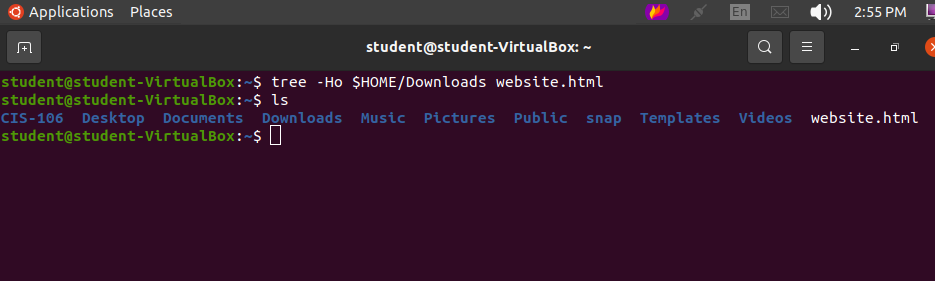 Applications Places En 2:55 PM
student@student-VirtualBox: ~
student@student-VirtualBox:~$ tree -Ho $HOME/Downloads website.html
student@student-VirtualBox:~$ ls
CIS-106 Desktop Documents Downloads Music Pictures Public snap Templates Videos website.html
student@student-VirtualBox:~$